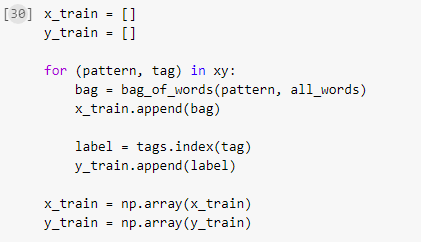 [30] x_train = []
y_train = []
for (pattern, tag) in xy:
bag = bag_of_words(pattern, all_words)
x_train.append(bag)
label = tags.index(tag)
y_train.append(label)
x_train = np.array(x_train)
y_train = np.array(y_train)